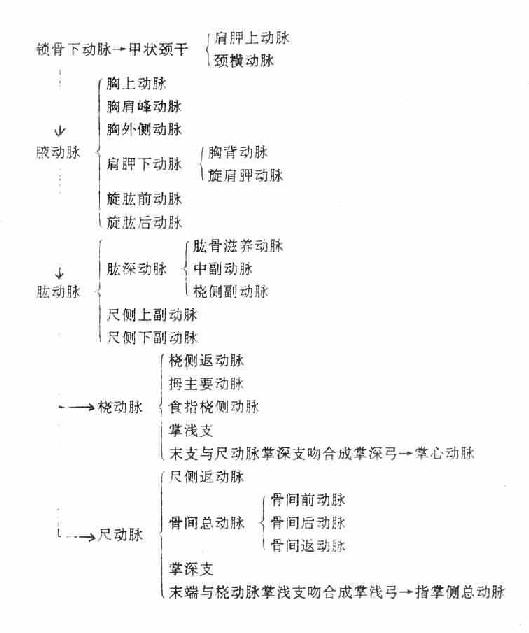 锁骨下动脉→甲状颈干
肩胛上动脉
颈横动脉
腋动脉
胸上动脉
胸肩峰动脉
胸外侧动脉
肩胛下动脉
胸背动脉
旋肩胛动脉
旋肱前动脉
旋肱后动脉
肱动脉
肱深动脉
肱骨滋养动脉
中副动脉
桡侧副动脉
尺侧上副动脉
尺侧下副动脉
桡动脉
桡侧返动脉
拇主要动脉
食指桡侧动脉
掌浅支
末支与尺动脉掌深支吻合成掌深弓→掌心动脉
尺动脉
尺侧返动脉
骨间总动脉
骨间前动脉
骨间后动脉
骨间返动脉
掌深支
末端与桡动脉掌浅支吻合成掌浅弓→指掌侧总动脉